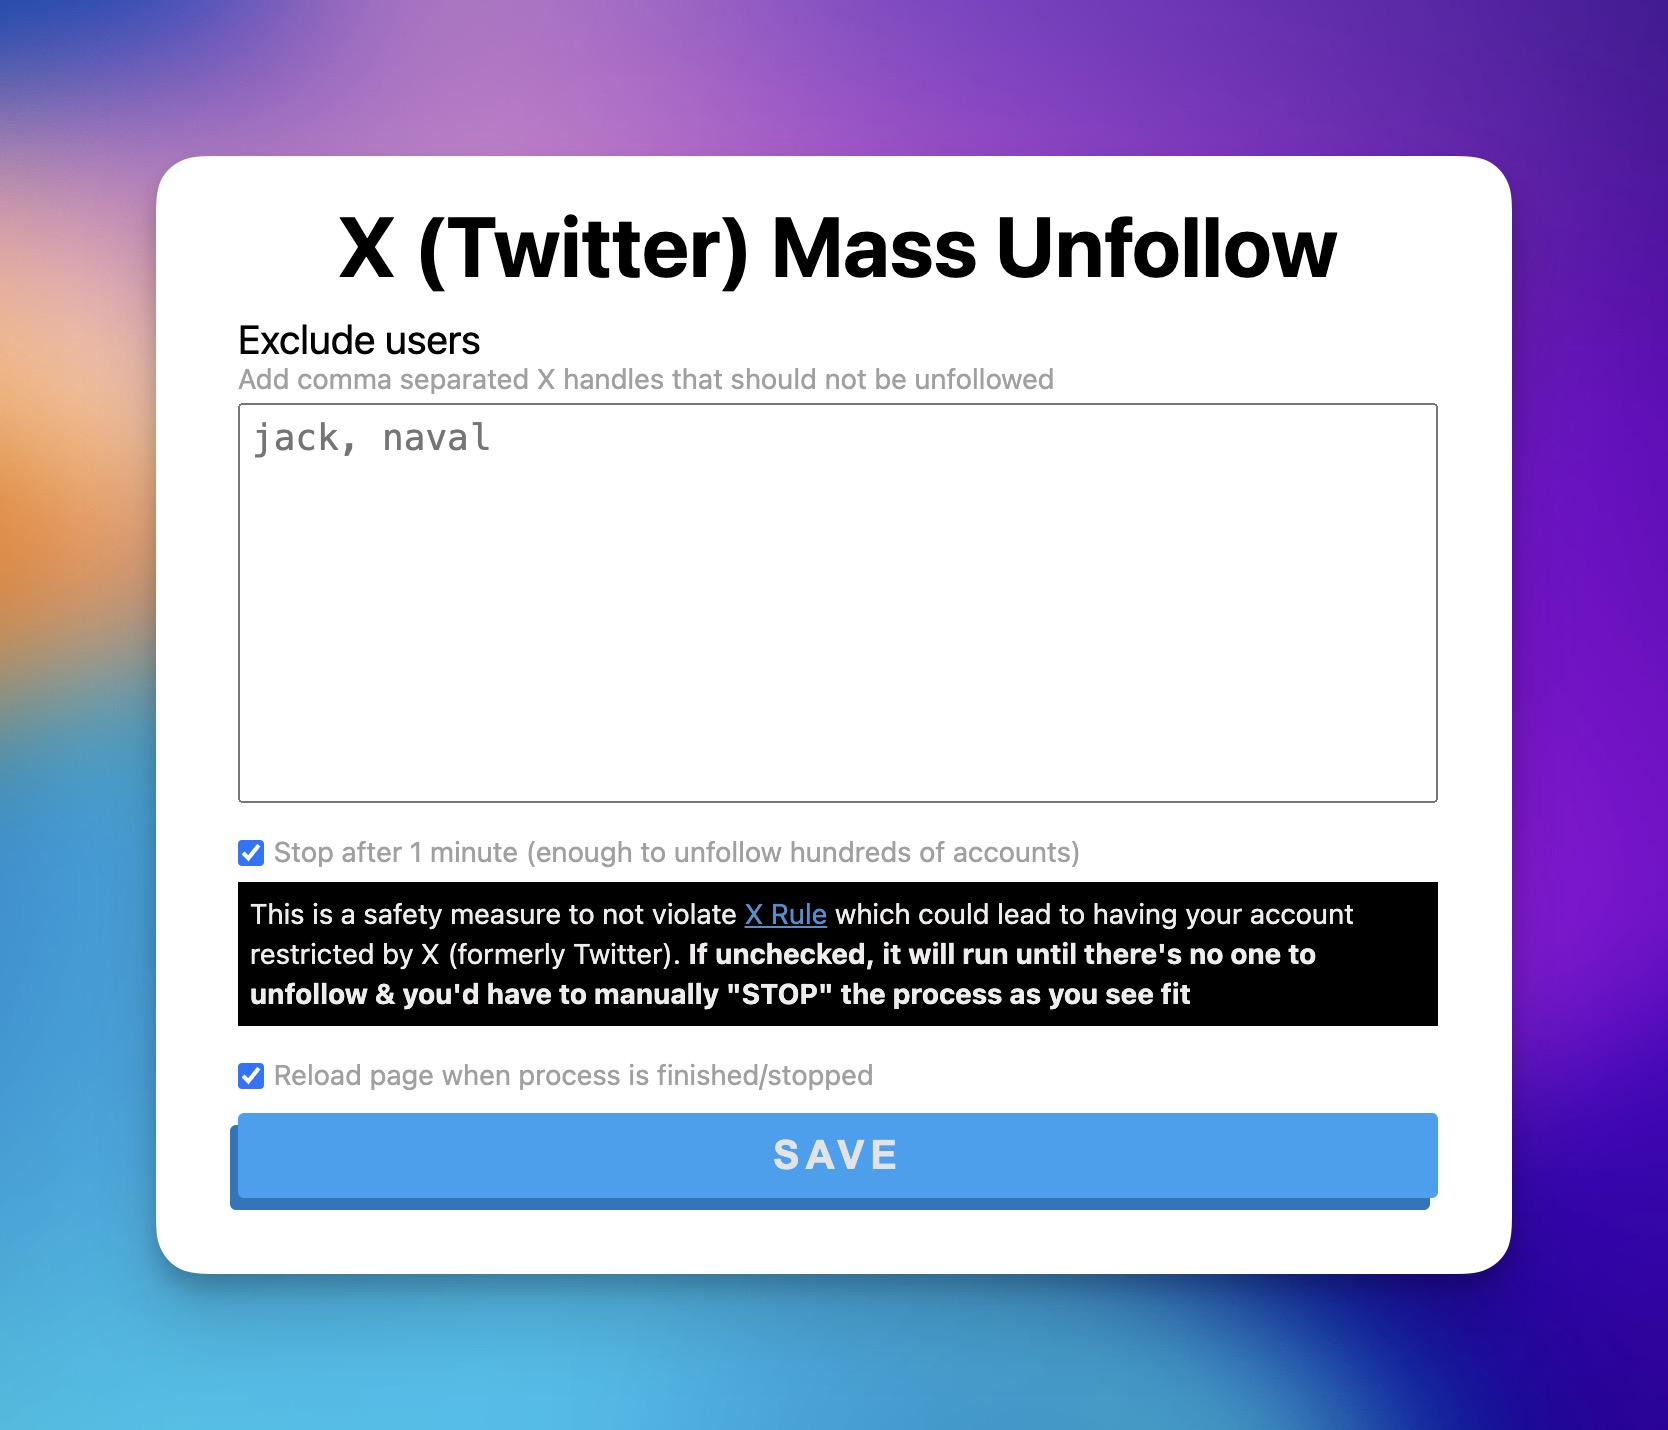 X (Twitter) Mass Unfollow
Exclude users
Add comma separated X handles that should not be unfollowed
jack, naval
Stop after 1 minute (enough to unfollow hundreds of accounts)
This is a safety measure to not violate X Rule which could lead to having your account
restricted by X (formerly Twitter). If unchecked, it will run until there's no one to
unfollow & you'd have to manually "STOP" the process as you see fit
Reload page when process is finished/stopped
SAVE